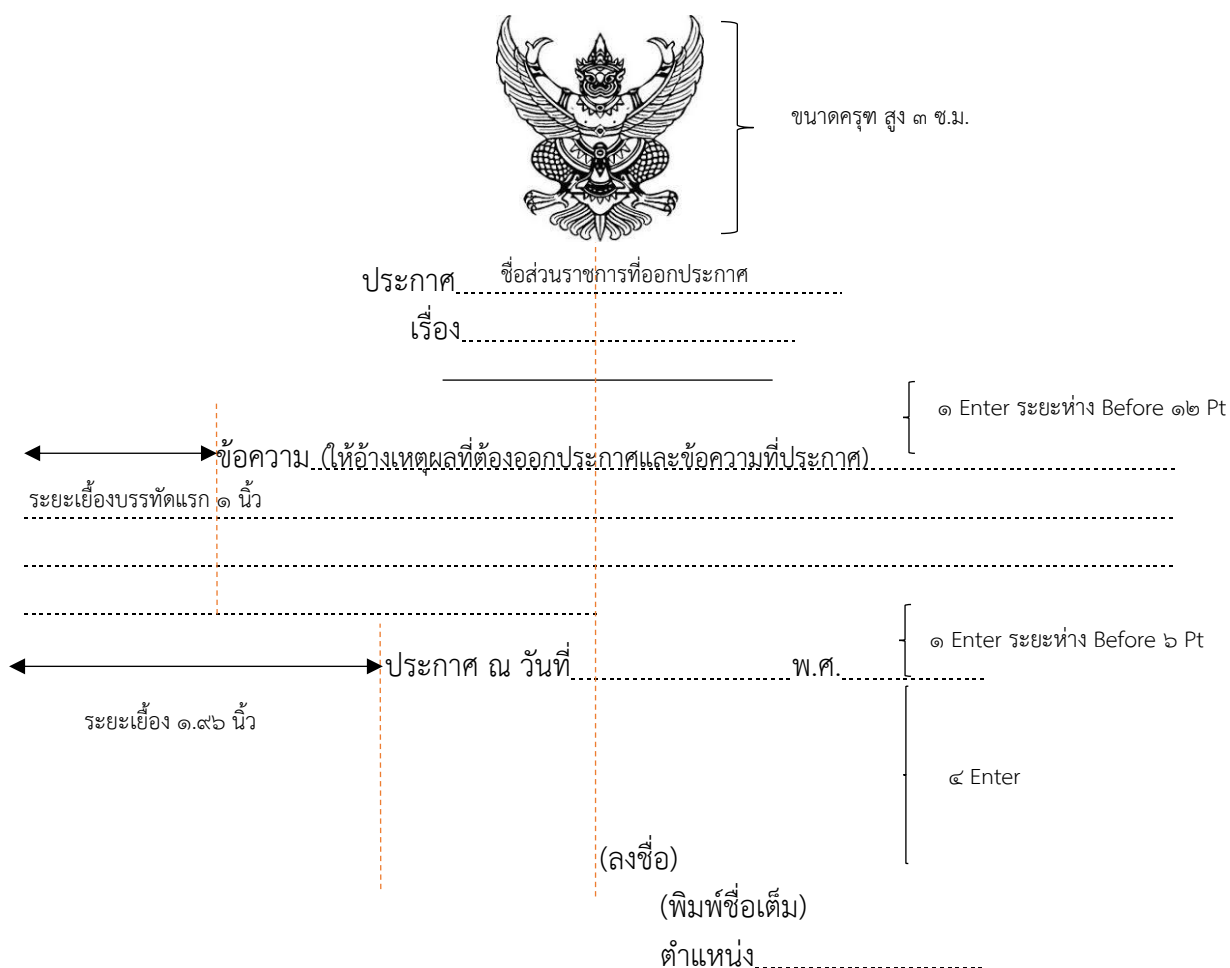 ขนาดครุฑ สูง ๓ ซ.ม.
ประกาศ ชื่อส่วนราชการที่ออกประกาศ
เรื่อง
๑ Enter ระยะห่าง Before ๑๒ Pt
ข้อความ (ให้อ้างเหตุผลที่ต้องออกประกาศและข้อความที่ประกาศ)
ระยะเยื้องบรรทัดแรก ๑ นิ้ว
๑ Enter ระยะห่าง Before ๖ Pt
ประกาศ ณ วันที่ พ.ศ.
ระยะเยื้อง ๑.๙๖ นิ้ว
๔ Enter
(ลงชื่อ)
(พิมพ์ชื่อเต็ม)
ตำแหน่ง